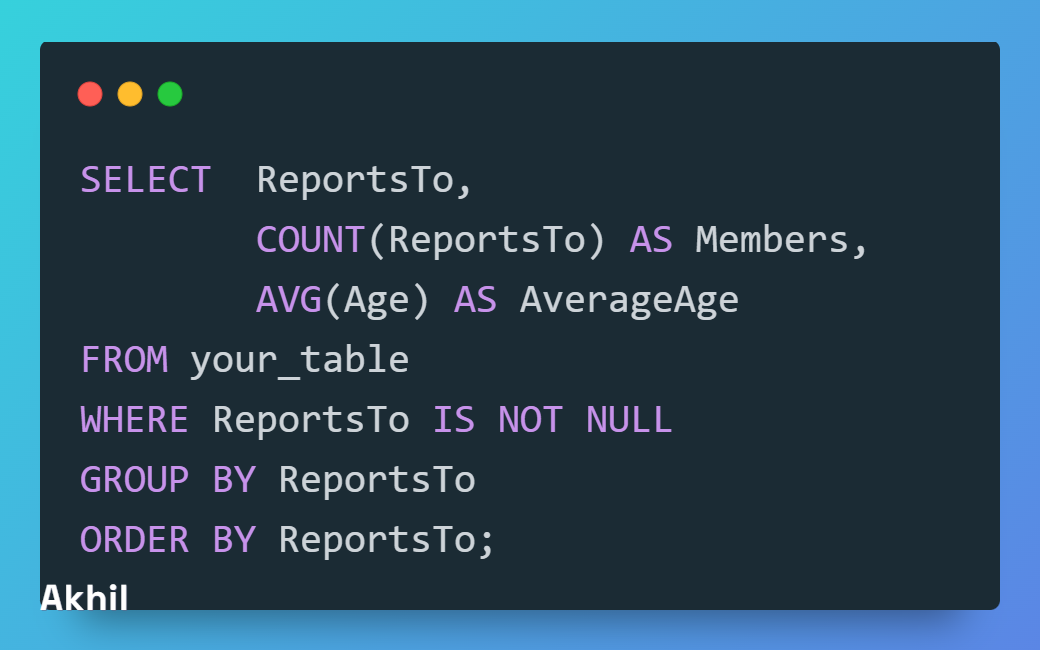 SELECT  ReportsTo,
        COUNT(ReportsTo) AS Members,
        AVG(Age) AS AverageAge
FROM your_table
WHERE ReportsTo IS NOT NULL
GROUP BY ReportsTo
ORDER BY ReportsTo;
Akhil